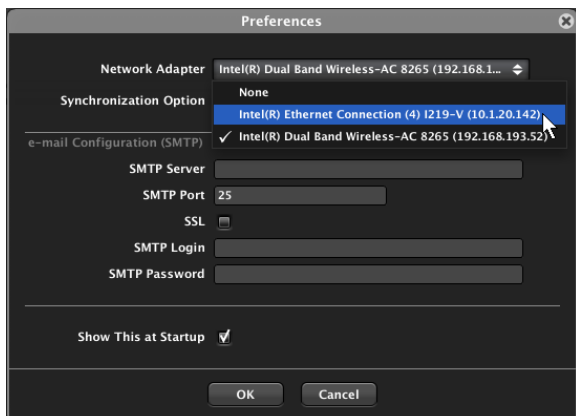 Preferences
Network Adapter Intel(R) Dual Band Wireless-AC 8265 (192.168.1...
None
Synchronization Option
Intel(R) Ethernet Connection (4) I219-V (10.1.20.142)
✓ Intel(R) Dual Band Wireless-AC 8265 (192.168.193.52)
e-mail Configuration (SMTP)
SMTP Server
SMTP Port 25
SSL
SMTP Login
SMTP Password
Show This at Startup
OK Cancel